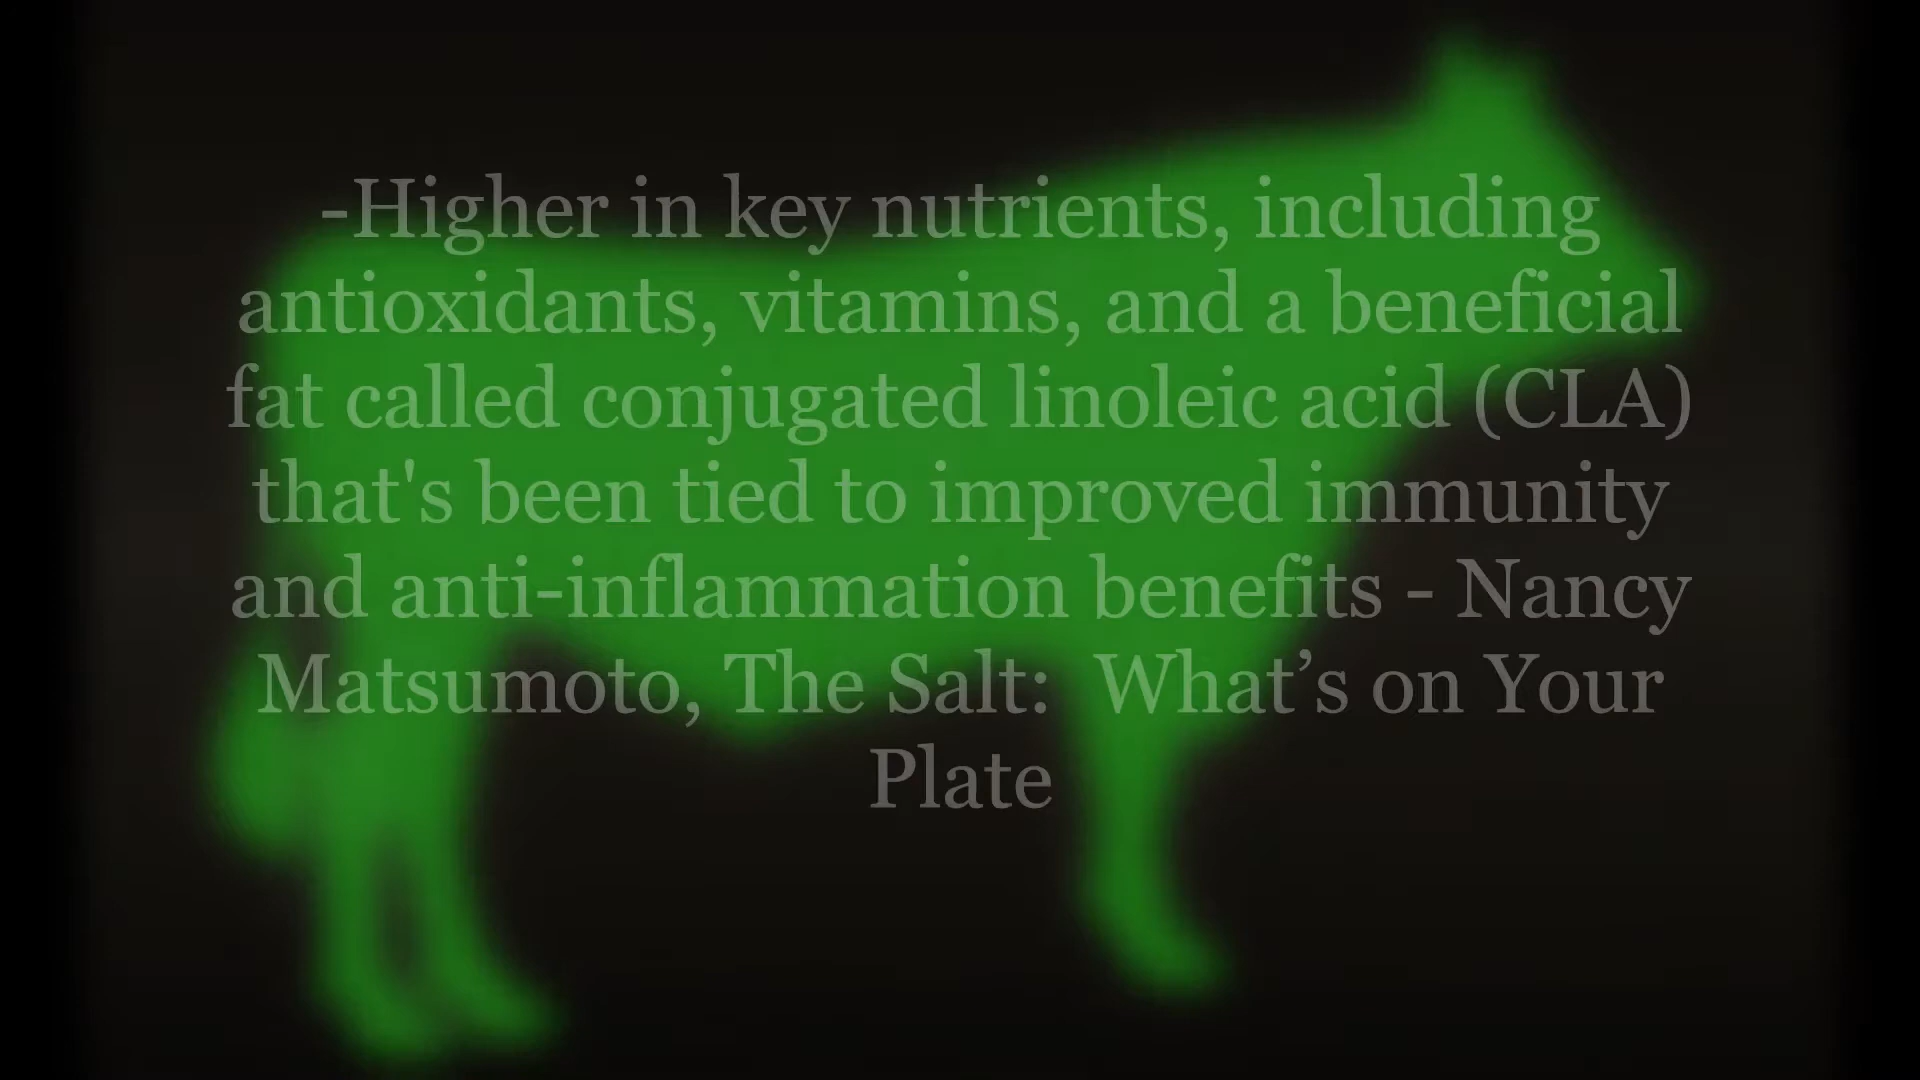 -Higher in key nutrients, including
antioxidants, vitamins, and a beneficial
fat called conjugated linoleic acid (CLA)
that's been tied to improved immunity
and anti-inflammation benefits - Nancy
Matsumoto, The Salt:  What’s on Your
Plate